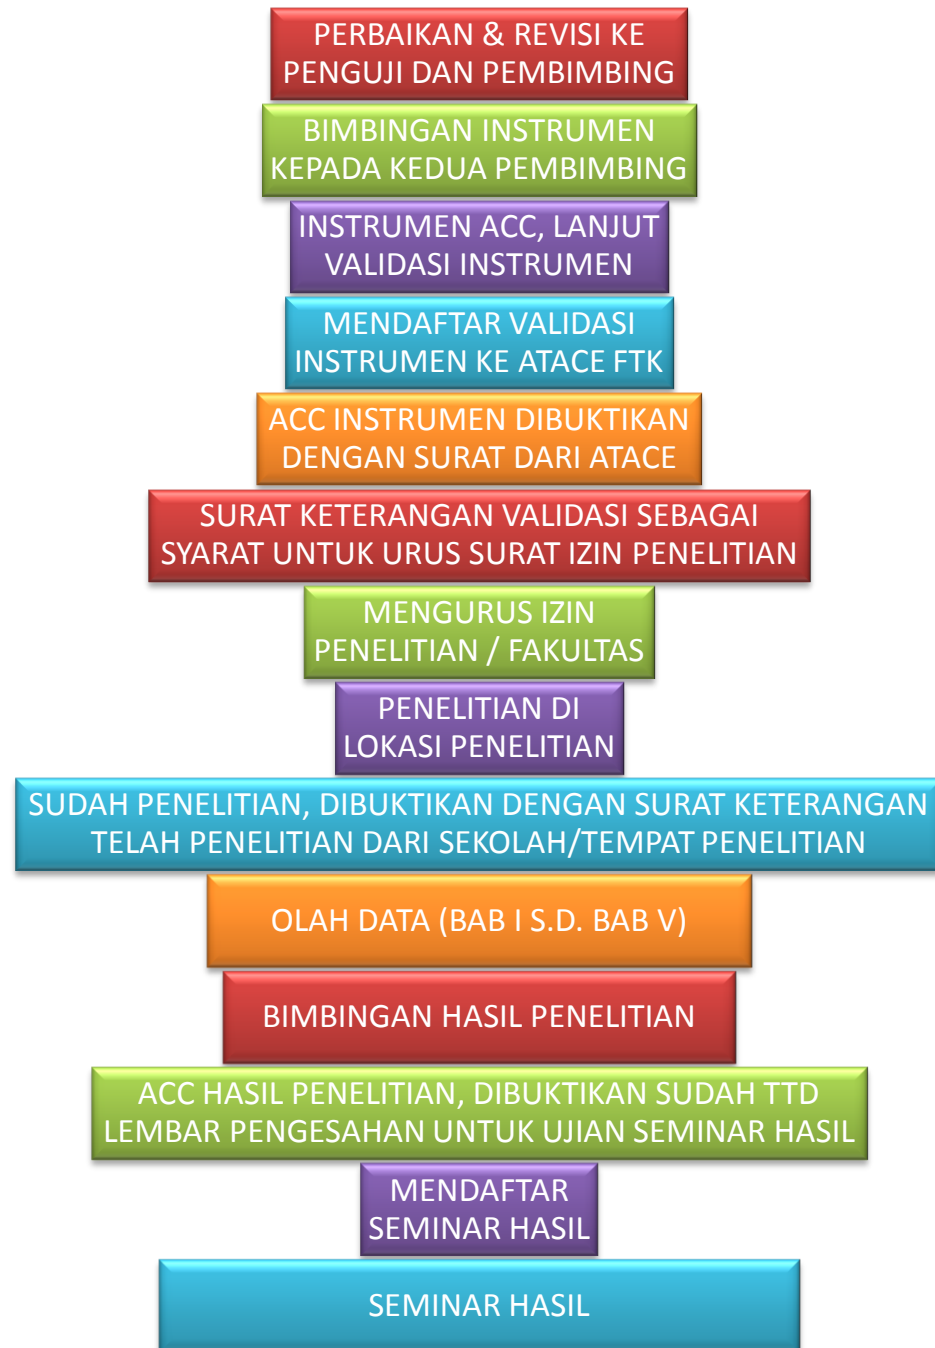 PERBAIKAN & REVISI KE
PENGUJI DAN PEMBIMBING
BIMBINGAN INSTRUMEN
KEPADA KEDUA PEMBIMBING
INSTRUMEN ACC, LANJUT
VALIDASI INSTRUMEN
MENDAFTAR VALIDASI
INSTRUMEN KE ATACE FTK
ACC INSTRUMEN DIBUKTIKAN
DENGAN SURAT DARI ATACE
SURAT KETERANGAN VALIDASI SEBAGAI
SYARAT UNTUK URUS SURAT IZIN PENELITIAN
MENGURUS IZIN
PENELITIAN / FAKULTAS
PENELITIAN DI
LOKASI PENELITIAN
SUDAH PENELITIAN, DIBUKTIKAN DENGAN SURAT KETERANGAN
TELAH PENELITIAN DARI SEKOLAH/TEMPAT PENELITIAN
OLAH DATA (BAB I S.D. BAB V)
BIMBINGAN HASIL PENELITIAN
ACC HASIL PENELITIAN, DIBUKTIKAN SUDAH TTD
LEMBAR PENGESAHAN UNTUK UJIAN SEMINAR HASIL
MENDAFTAR
SEMINAR HASIL
SEMINAR HASIL